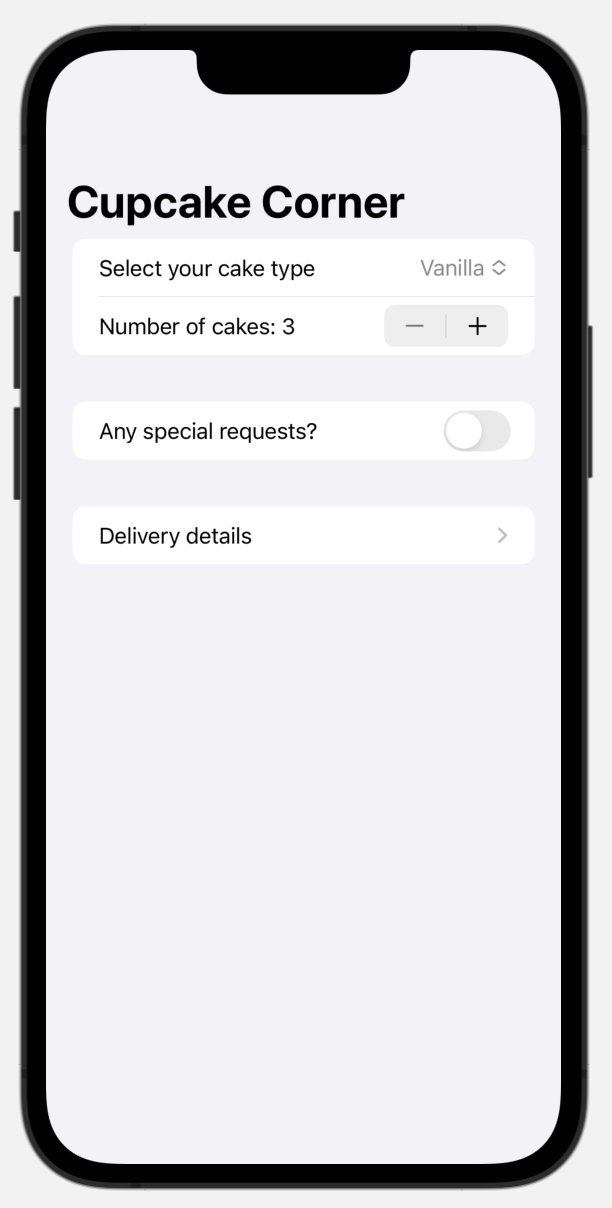 Cupcake Corner
Select your cake type Vanilla
Number of cakes: 3
Any special requests?
Delivery details